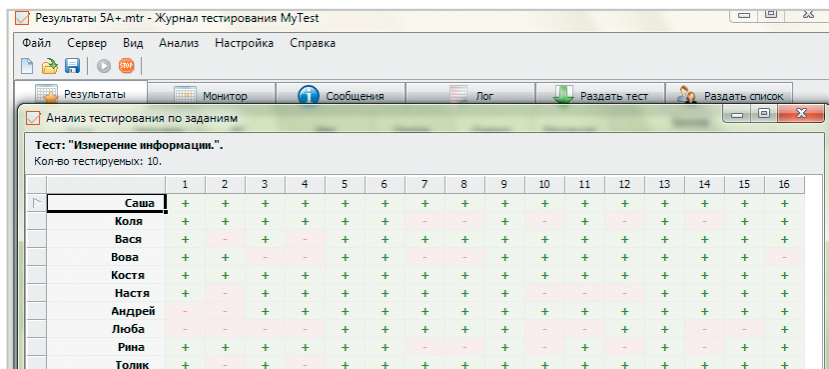 Результаты 5А+.mtr - Журнал тестирования MyTest
Файл Сервер Вид Анализ Настройка Справка
STOP
Результаты Монитор Сообщения Лог Раздать тест Раздать список
Анализ тестирования по заданиям
Тест: "Измерение информации.".
Кол-во тестируемых: 10.
1 2 3 4 5 6 7 8 9 10 11 12 13 14 15 16
Саша + + + + + + + + + + + + + + + +
Коля + + + + + + - - + - + - + - + +
Вася + - + - + + + + + + + + + + + +
Вова + + - - + + - - + + + + + + + -
Костя + + + + + + + + + + + + + + + +
Настя + - + + + + + + + - - - + + + +
Андрей - - + + + + + + + + + + + + + +
Люба - - - - + + + + + - - + + - - +
Рина + + + + + + - - + - + - + - + +
Толик + - + - + + + + + + + + + + + +